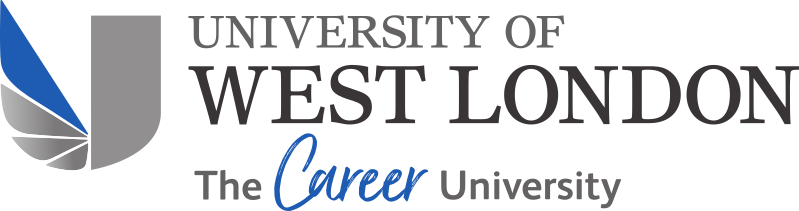 UNIVERSITY OF
WEST LONDON
The Career University